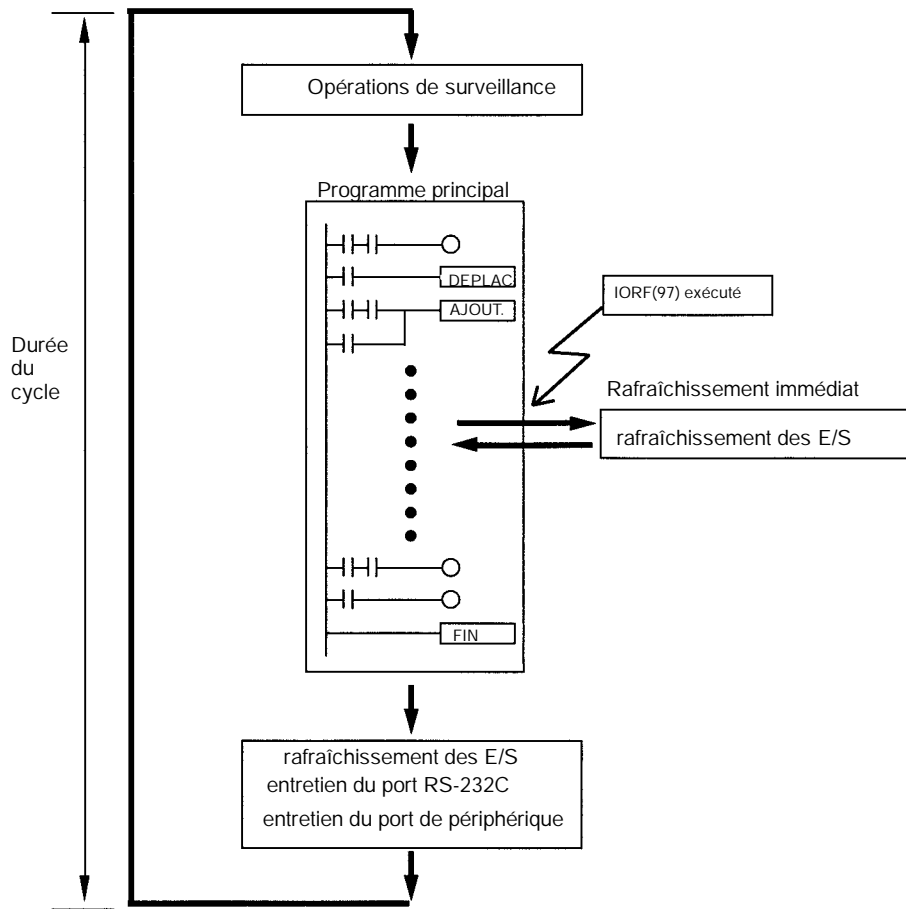 Opérations de surveillance
Programme principal
DEPLAC
AJOUT.
IORF(97) exécuté
Durée
du
cycle
Rafraîchissement immédiat
rafraîchissement des E/S
FIN
rafraîchissement des E/S
entretien du port RS-232C
entretien du port de périphérique